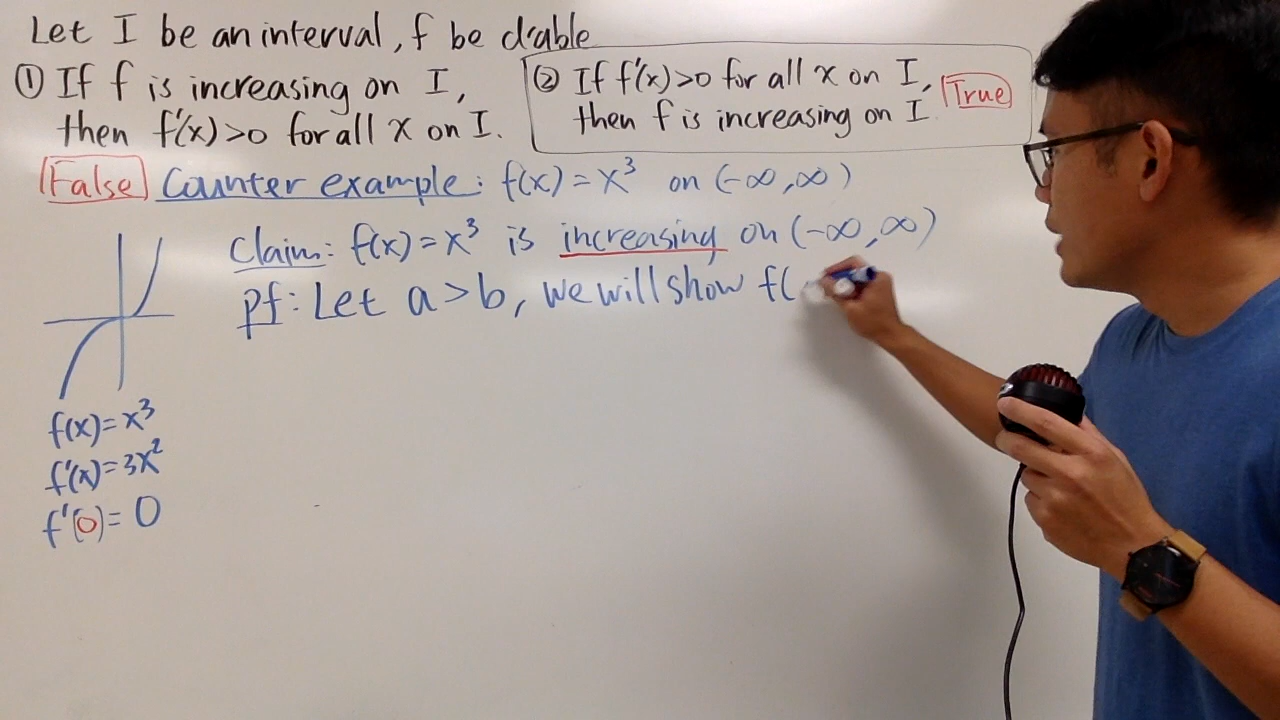 Let I be an interval, f be d'able
① If f is increasing on I,
then f'(x) > 0 for all x on I.
② If f'(x) > 0 for all x on I,
then f is increasing on I.
True
False Counter example: f(x) = x³ on (-∞, ∞)
Claim: f(x) = x³ is increasing on (-∞, ∞)
pf: Let a > b, we will show f(
f(x) = x³
f'(x) = 3x²
f'(0) = 0